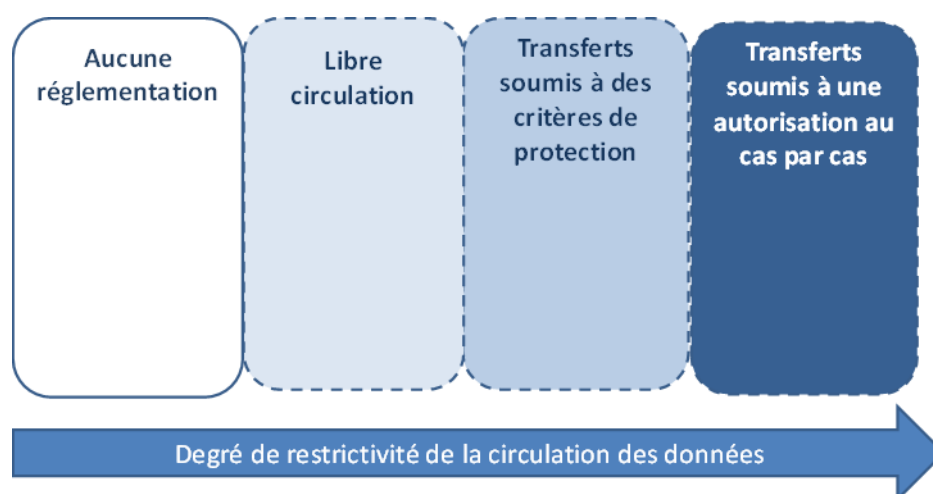 Aucune
réglementation
Libre
circulation
Transferts
soumis à des
critères de
protection
Transferts
soumis à une
autorisation au
cas par cas
Degré de restrictivité de la circulation des données